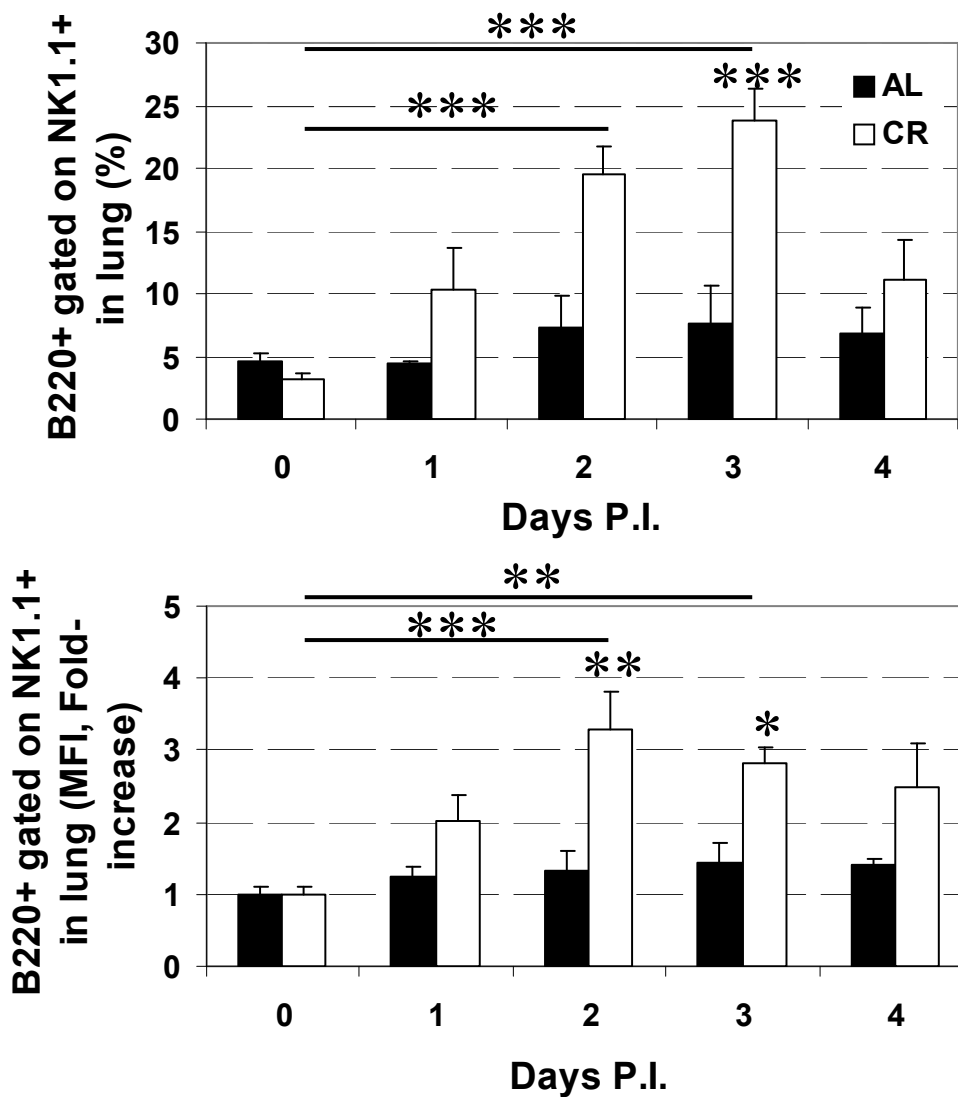 ***
***
***
AL
CR
30
25
20
15
10
5
0
B220+ gated on NK1.1+
in lung (%)
0 1 2 3 4
Days P.I.
**
***
**
*
5
4
3
2
1
0
B220+ gated on NK1.1+
in lung (MFI, Fold-
increase)
0 1 2 3 4
Days P.I.